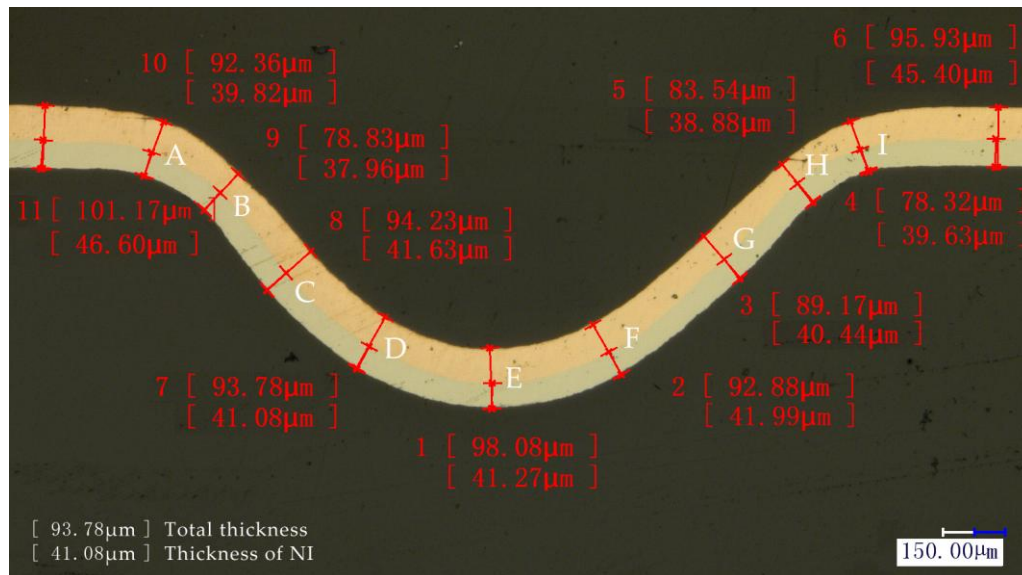 10 [ 92.36μm ]
[ 39.82μm ]
6 [ 95.93μm ]
[ 45.40μm ]
5 [ 83.54μm ]
[ 38.88μm ]
9 [ 78.83μm ]
[ 37.96μm ]
A
B
H
I
11 [ 101.17μm ]
[ 46.60μm ]
8 [ 94.23μm ]
[ 41.63μm ]
4 [ 78.32μm ]
[ 39.63μm ]
C
G
3 [ 89.17μm ]
[ 40.44μm ]
D
E
F
7 [ 93.78μm ]
[ 41.08μm ]
2 [ 92.88μm ]
[ 41.99μm ]
1 [ 98.08μm ]
[ 41.27μm ]
[ 93.78μm ] Total thickness
[ 41.08μm ] Thickness of NI
150.00μm